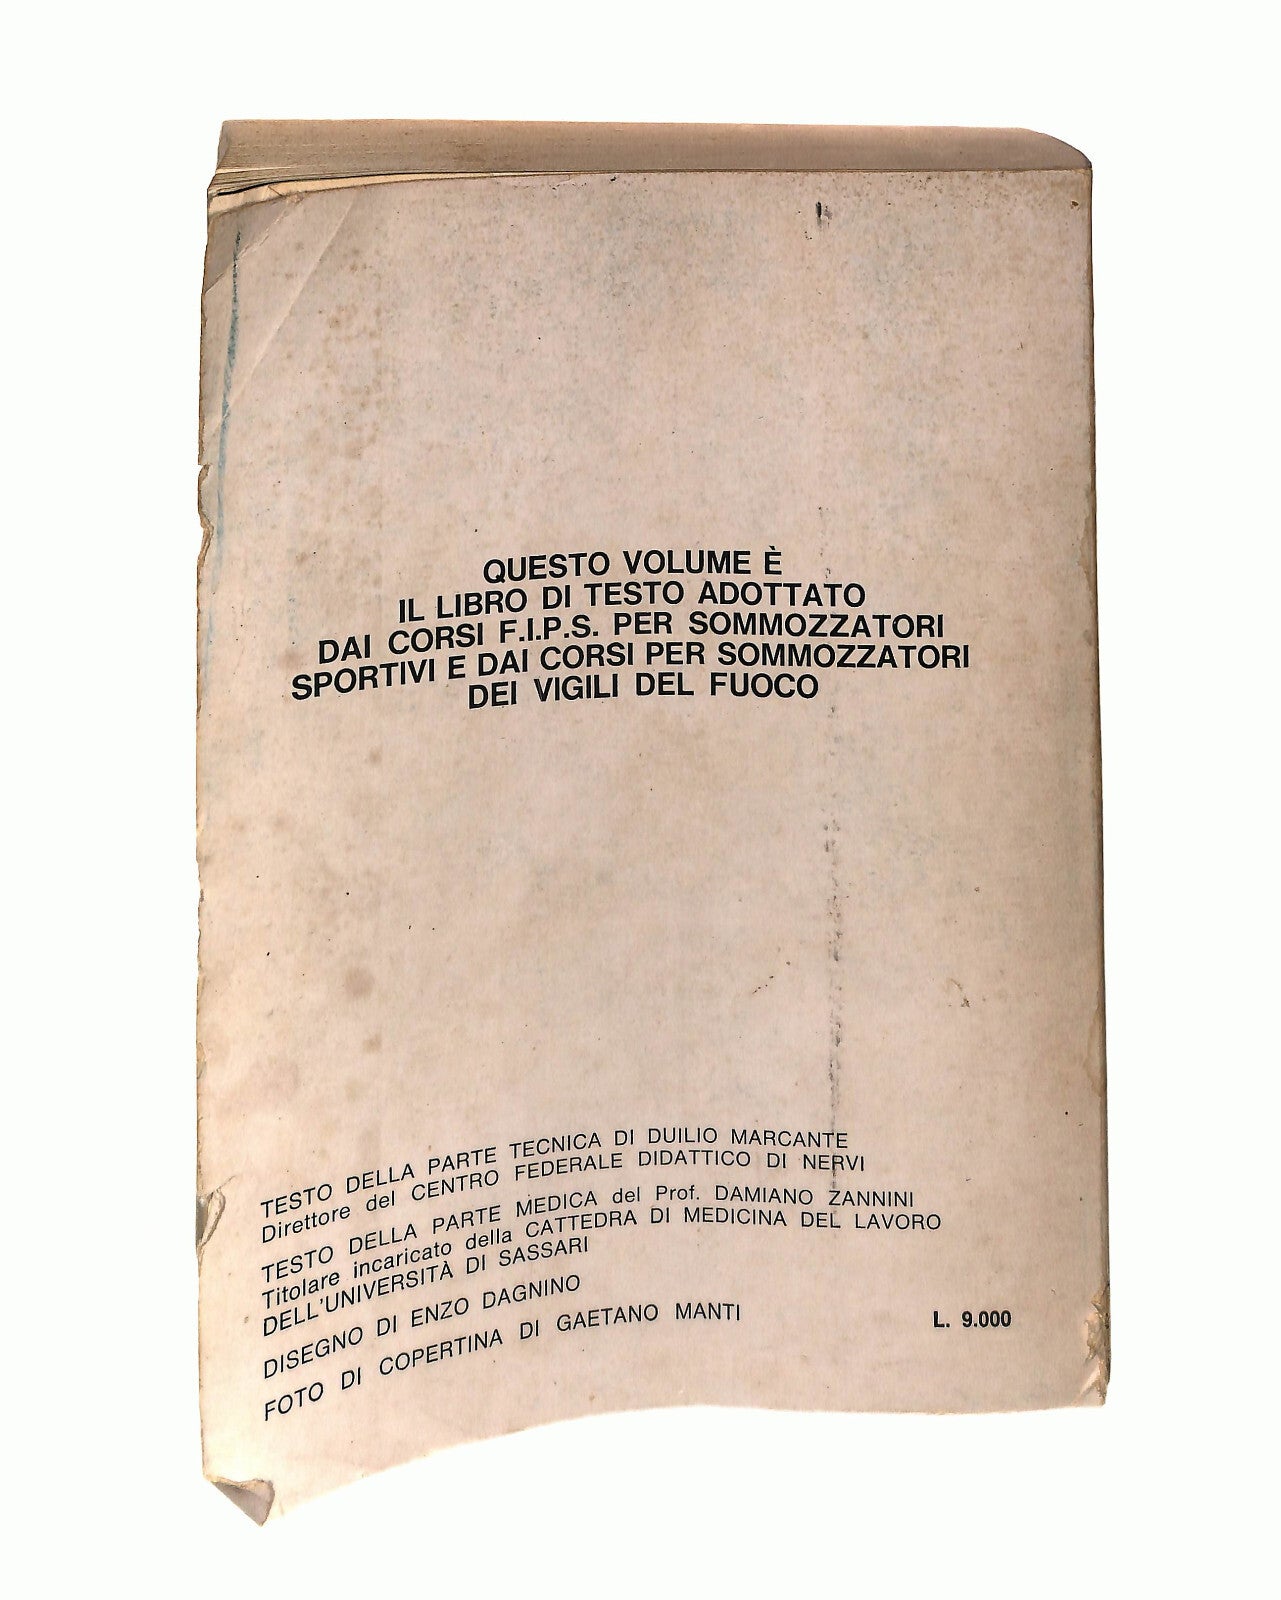 QUESTO VOLUME È
IL LIBRO DI TESTO ADOTTATO
DAI CORSI F.I.P.S. PER SOMMOZZATORI
SPORTIVI E DAI CORSI PER SOMMOZZATORI
DEI VIGILI DEL FUOCO
TESTO DELLA PARTE TECNICA DI DUILIO MARCANTE
Direttore del CENTRO FEDERALE DIDATTICO DI NERVI
TESTO DELLA PARTE MEDICA del Prof. DAMIANO ZANNINI
Titolare incaricato della CATTEDRA DI MEDICINA DEL LAVORO
DELL'UNIVERSITÀ DI SASSARI
DISEGNO DI ENZO DAGNINO
FOTO DI COPERTINA DI GAETANO MANTI
L. 9.000